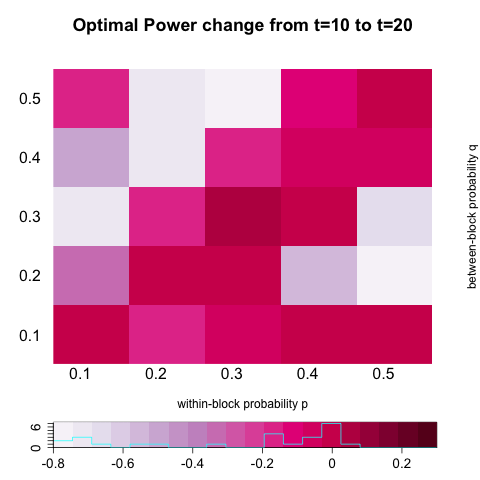 Optimal Power change from t=10 to t=20
0.5
0.4
0.3
0.2
0.1
between-block probability q
0.1 0.2 0.3 0.4 0.5
within-block probability p
6
0
-0.8 -0.6 -0.4 -0.2 0 0.2